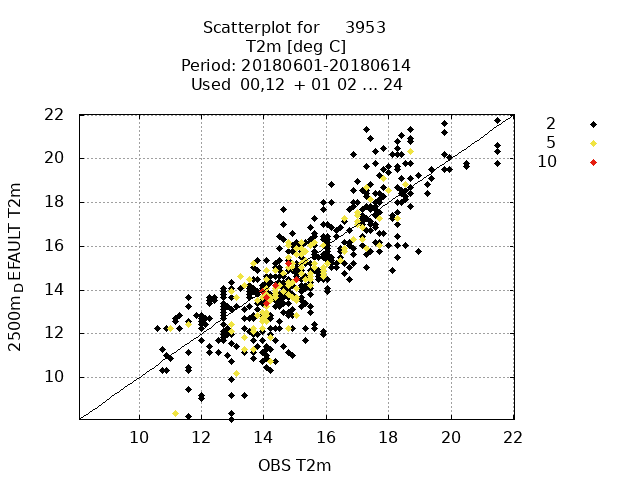 Scatterplot for 3953
T2m [deg C]
Period: 20180601-20180614
Used 00,12 + 01 02 ... 24
2
5
10
22
20
18
16
14
12
10
2500m_DEFAULT T2m
10 12 14 16 18 20 22
OBS T2m